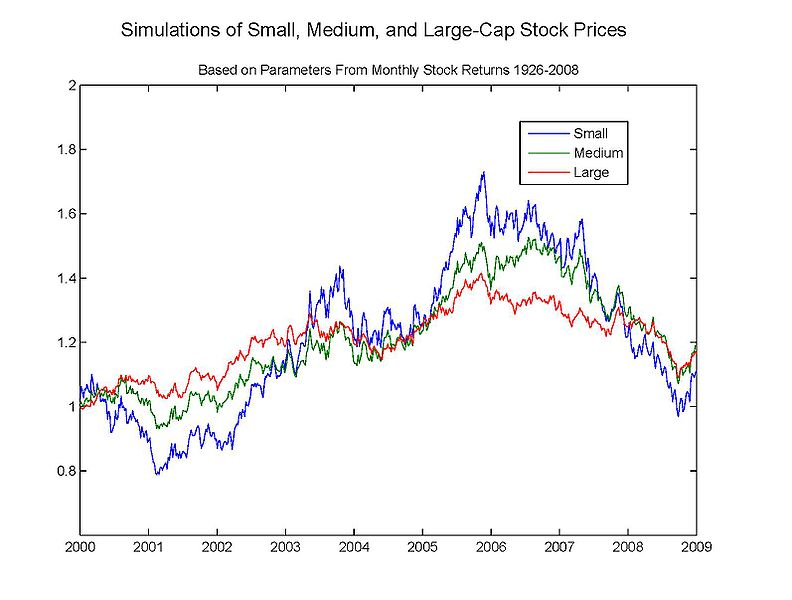 Simulations of Small, Medium, and Large-Cap Stock Prices
Based on Parameters From Monthly Stock Returns 1926-2008
2
1.8
1.6
1.4
1.2
1
0.8
Small
Medium
Large
2000 2001 2002 2003 2004 2005 2006 2007 2008 2009